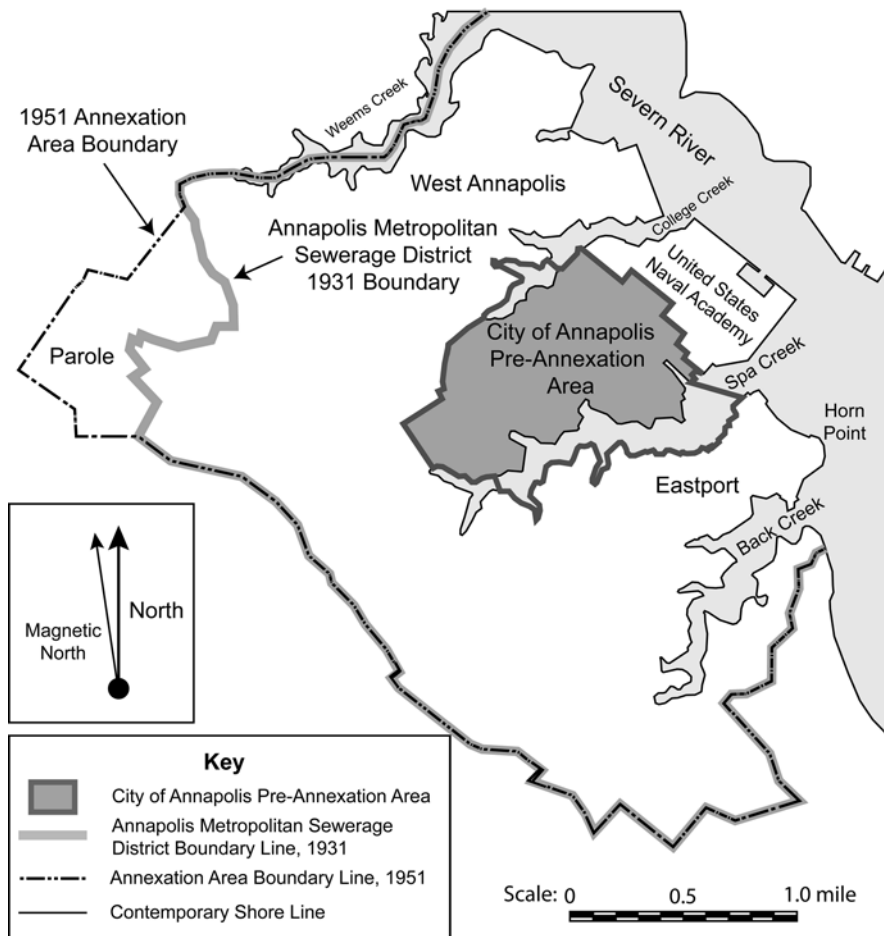 Weems Creek
1951 Annexation
Area Boundary
Severn River
West Annapolis
College Creek
Annapolis Metropolitan
Sewerage District
1931 Boundary
United States
Naval Academy
City of Annapolis
Pre-Annexation
Area
Parole
Spa Creek
Horn
Point
Eastport
Back Creek
North
Magnetic
North
Key
City of Annapolis Pre-Annexation Area
Annapolis Metropolitan Sewerage
District Boundary Line, 1931
Annexation Area Boundary Line, 1951
Contemporary Shore Line
Scale: 0 0.5 1.0 mile